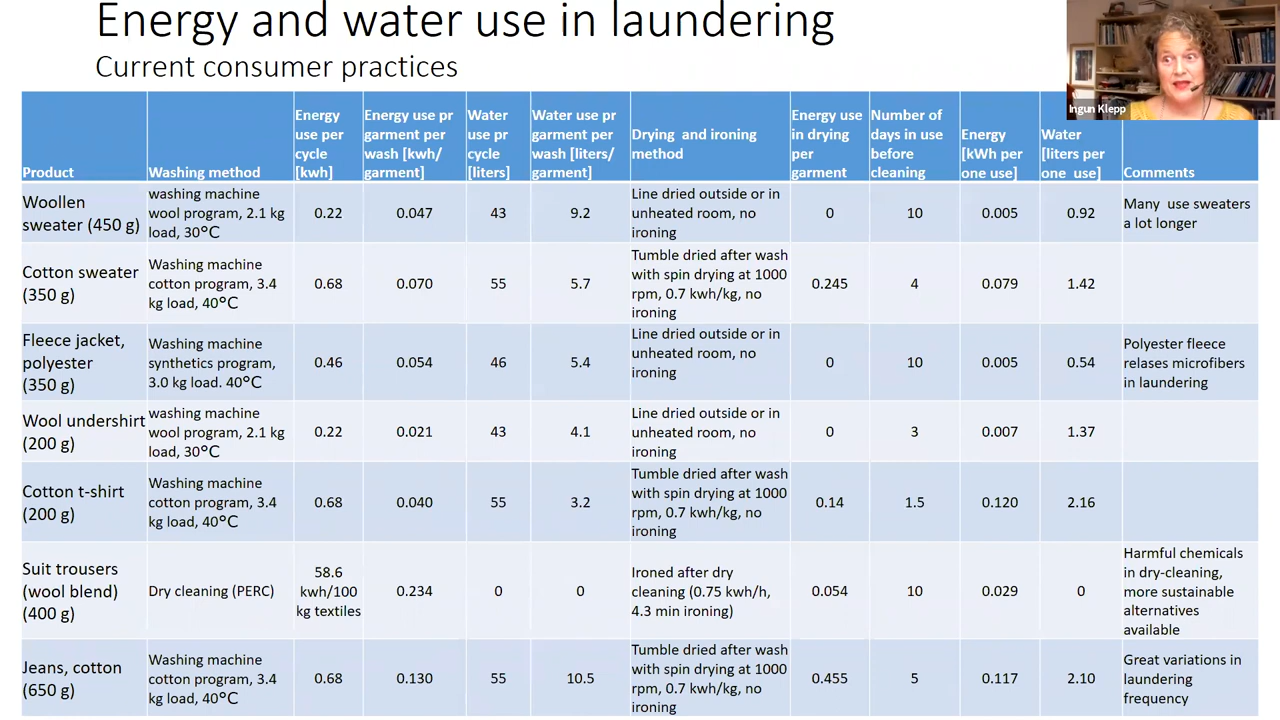 Energy and water use in laundering
Current consumer practices
Ingun Klepp
Product
Washing method
Energy
use per
cycle
[kwh]
Energy use pr
garment per
wash [kwh/
garment]
Water
use pr
cycle
[liters]
Water use pr
garment per
wash [liters/
garment]
Drying and ironing
method
Energy use
in drying
per
garment
Number of
days in use
before
cleaning
Energy
[kWh per
one use]
Water
[liters per
one use]
Comments
Woollen
sweater (450 g)
washing machine
wool program, 2.1 kg
load, 30°C
0.22
0.047
43
9.2
Line dried outside or in
unheated room, no
ironing
0
10
0.005
0.92
Many use sweaters
a lot longer
Cotton sweater
(350 g)
Washing machine
cotton program, 3.4
kg load, 40°C
0.68
0.070
55
5.7
Tumble dried after wash
with spin drying at 1000
rpm, 0.7 kwh/kg, no
ironing
0.245
4
0.079
1.42
Fleece jacket,
polyester
(350 g)
Washing machine
synthetics program,
3.0 kg load. 40°C
0.46
0.054
46
5.4
Line dried outside or in
unheated room, no
ironing
0
10
0.005
0.54
Polyester fleece
relases microfibers
in laundering
Wool undershirt
(200 g)
washing machine
wool program, 2.1 kg
load, 30°C
0.22
0.021
43
4.1
Line dried outside or in
unheated room, no
ironing
0
3
0.007
1.37
Cotton t-shirt
(200 g)
Washing machine
cotton program, 3.4
kg load, 40°C
0.68
0.040
55
3.2
Tumble dried after wash
with spin drying at 1000
rpm, 0.7 kwh/kg, no
ironing
0.14
1.5
0.120
2.16
Suit trousers
(wool blend)
(400 g)
Dry cleaning (PERC)
58.6
kwh/100
kg textiles
0.234
0
0
Ironed after dry
cleaning (0.75 kwh/h,
4.3 min ironing)
0.054
10
0.029
0
Harmful chemicals
in dry-cleaning,
more sustainable
alternatives
available
Jeans, cotton
(650 g)
Washing machine
cotton program, 3.4
kg load, 40°C
0.68
0.130
55
10.5
Tumble dried after wash
with spin drying at 1000
rpm, 0.7 kwh/kg, no
ironing
0.455
5
0.117
2.10
Great variations in
laundering
frequency